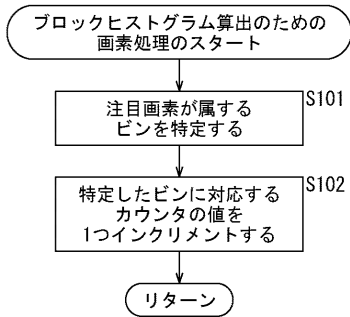 ブロックヒストグラム算出のための
画素処理のスタート
注目画素が属する
ビンを特定する
S101
特定したビンに対応する
カウンタの値を
1つインクリメントする
S102
リターン